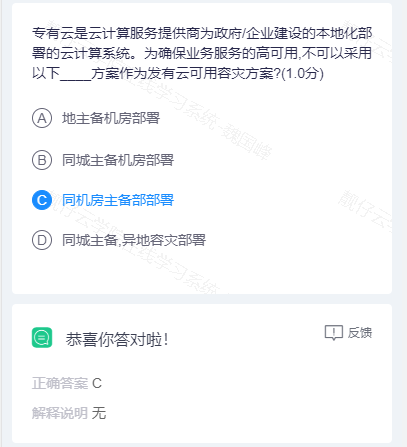 专有云是云计算服务提供商为政府/企业建设的本地化部
署的云计算系统。为确保业务服务的高可用,不可以采用
以下____方案作为发有云可用容灾方案?(1.0分)
A 地主备机房部署
B 同城主备机房部署
C 同机房主备部部署
D 同城主备,异地容灾部署
恭喜你答对啦!
反馈
正确答案 C
解释说明 无